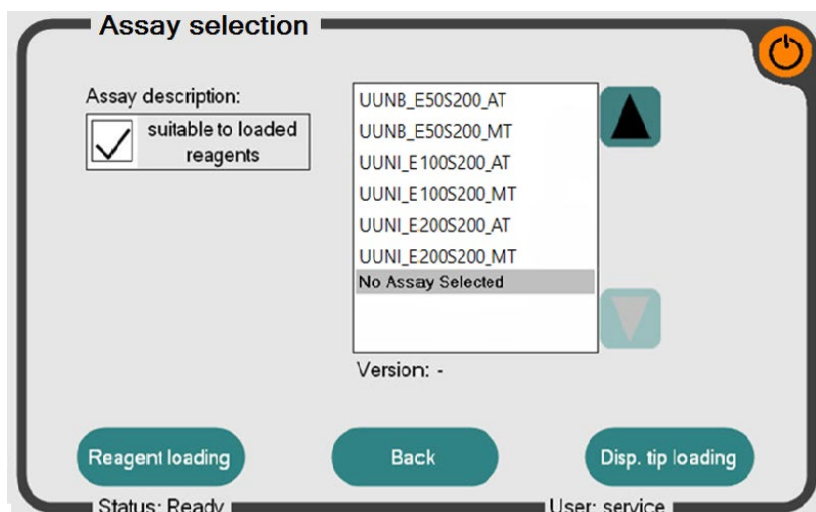 Assay selection
Assay description:
suitable to loaded
reagents
UUNB_E50S200_AT
UUNB_E50S200_MT
UUNI_E100S200_AT
UUNI_E100S200_MT
UUNI_E200S200_AT
UUNI_E200S200_MT
No Assay Selected
Version: -
Reagent loading
Back
Disp. tip loading
Status: Ready
User: service